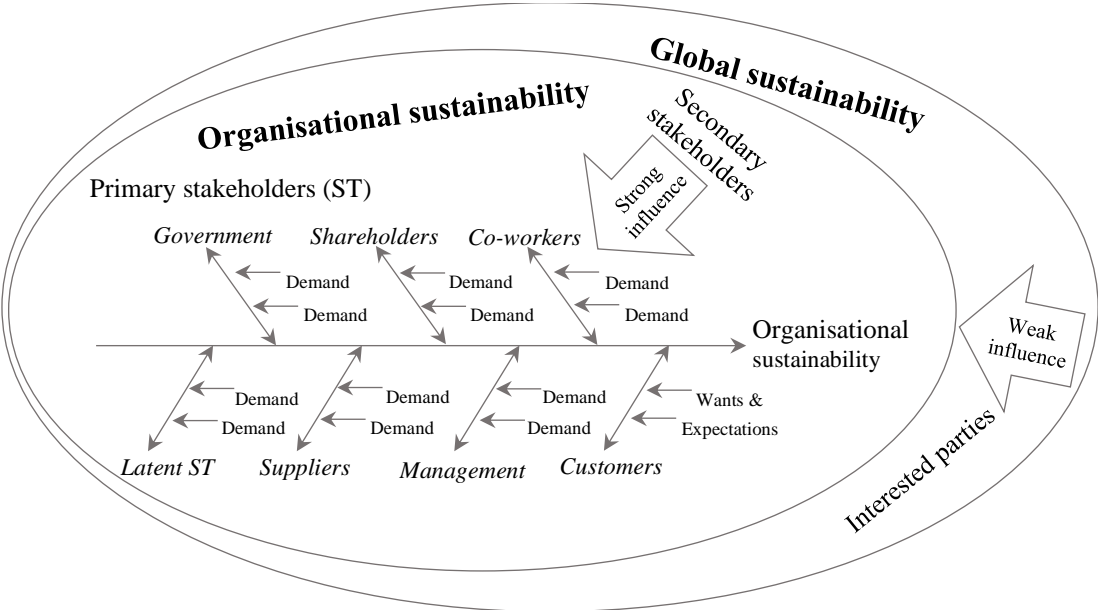 Global sustainability
Organisational sustainability
Secondary
stakeholders
Strong
influence
Primary stakeholders (ST)
Government
Shareholders
Co-workers
Demand
Demand
Demand
Demand
Demand
Demand
Organisational
sustainability
Weak
influence
Demand
Demand
Demand
Demand
Demand
Demand
Wants &
Expectations
Latent ST
Suppliers
Management
Customers
Interested parties